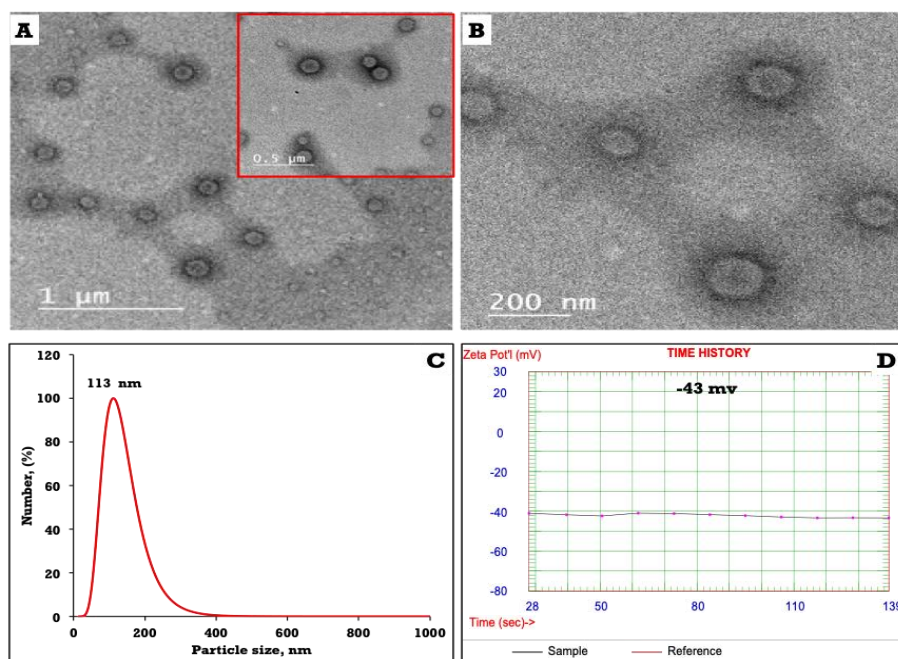 A
0.5 µm
1 µm
B
200 nm
C
113 nm
120
100
80
60
40
20
0
Number, (%)
0
200
400
600
800
1000
Particle size, nm
D
Zeta Pot'l (mV)
TIME HISTORY
-43 mv
30
20
0
-20
-40
-60
-80
28
50
80
110
139
Time (sec)->
Sample
Reference